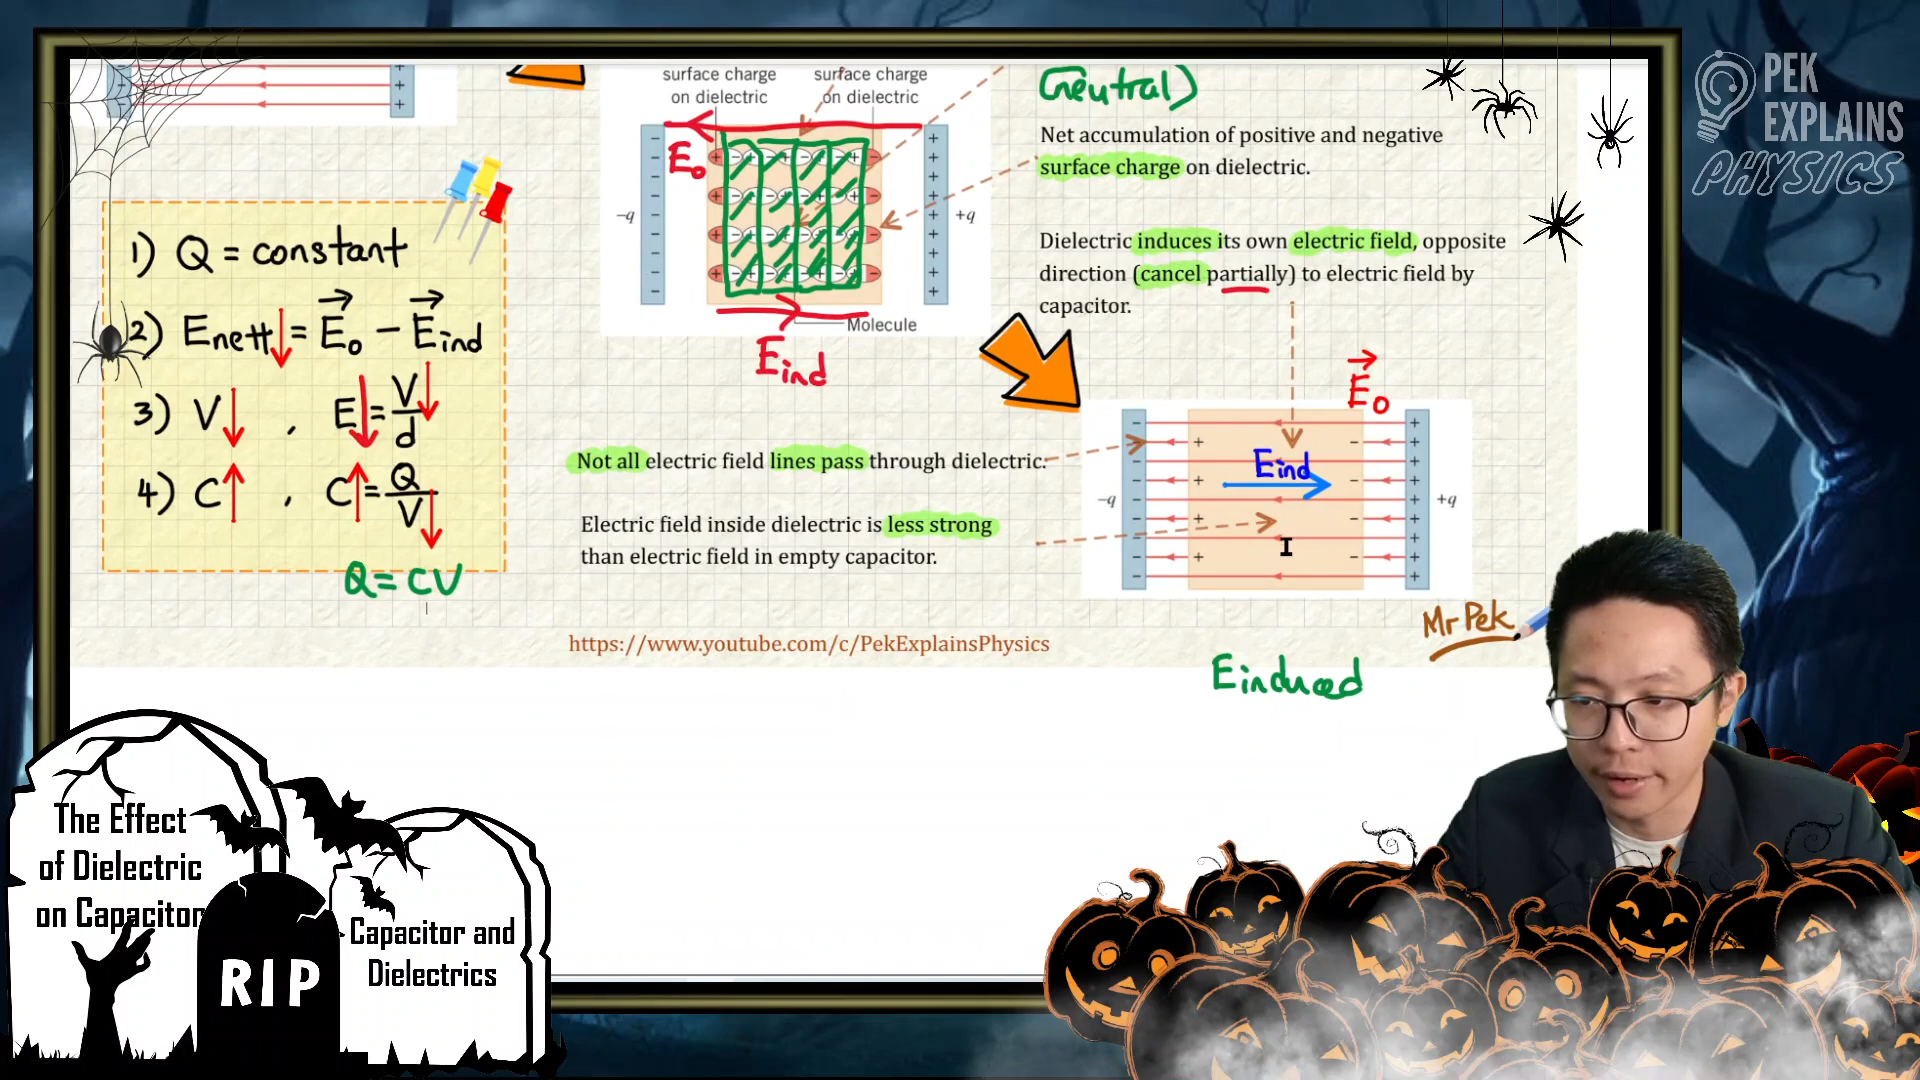 surface charge
on dielectric
surface charge
on dielectric
E₀
-q
+q
Molecule
Eind
(neutral)
Net accumulation of positive and negative
surface charge on dielectric.
Dielectric induces its own electric field, opposite
direction (cancel partially) to electric field by
capacitor.
1) Q = constant
2) Enett↓ = E₀ - Eind
3) V↓ , E↓ = V↓/d
4) C↑ , C↑ = Q/V↓
Q = CV
Not all electric field lines pass through dielectric.
Electric field inside dielectric is less strong
than electric field in empty capacitor.
E₀
Eind
-q
+q
Mr Pek
https://www.youtube.com/c/PekExplainsPhysics
Einduced
PEK
EXPLAINS
PHYSICS
The Effect
of Dielectric
on Capacitor
RIP
Capacitor and
Dielectrics